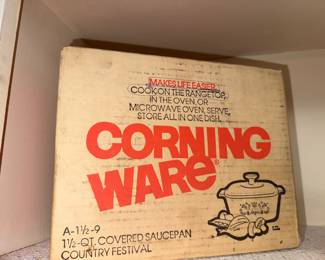 MAKES LIFE EASIER
COOK ON THE RANGETOP,
IN THE OVEN, OR
MICROWAVE OVEN, SERVE,
STORE ALL IN ONE DISH.
CORNING
WARE®
A-1½-9
1½-QT. COVERED SAUCEPAN
COUNTRY FESTIVAL